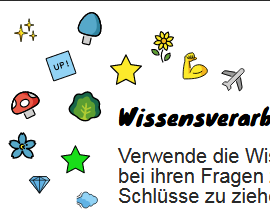 UP!
Wissensverarb
Verwende die Wis
bei ihren Fragen
Schlüsse zu ziehe